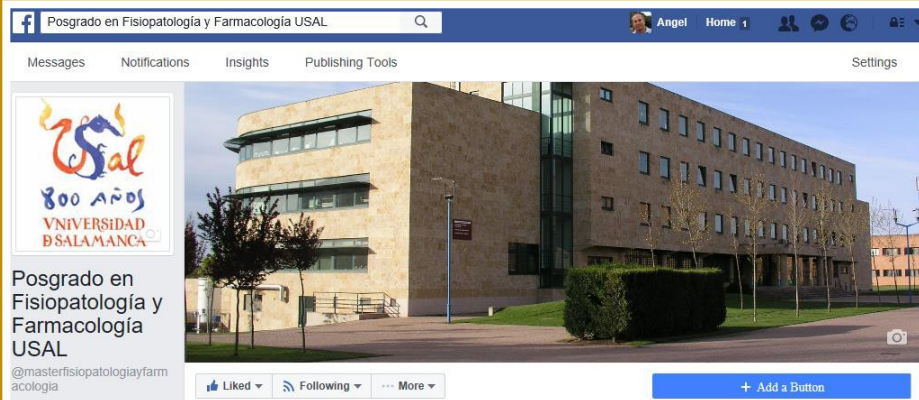 Posgrado en Fisiopatología y Farmacología USAL
Angel Home 1
Messages Notifications Insights Publishing Tools Settings
USal
800 AÑOS
VNiVERSiDAD
D SALAMANCA
Posgrado en
Fisiopatología y
Farmacología
USAL
@masterfisiopatologiayfarm
acologia
Liked Following More
+ Add a Button